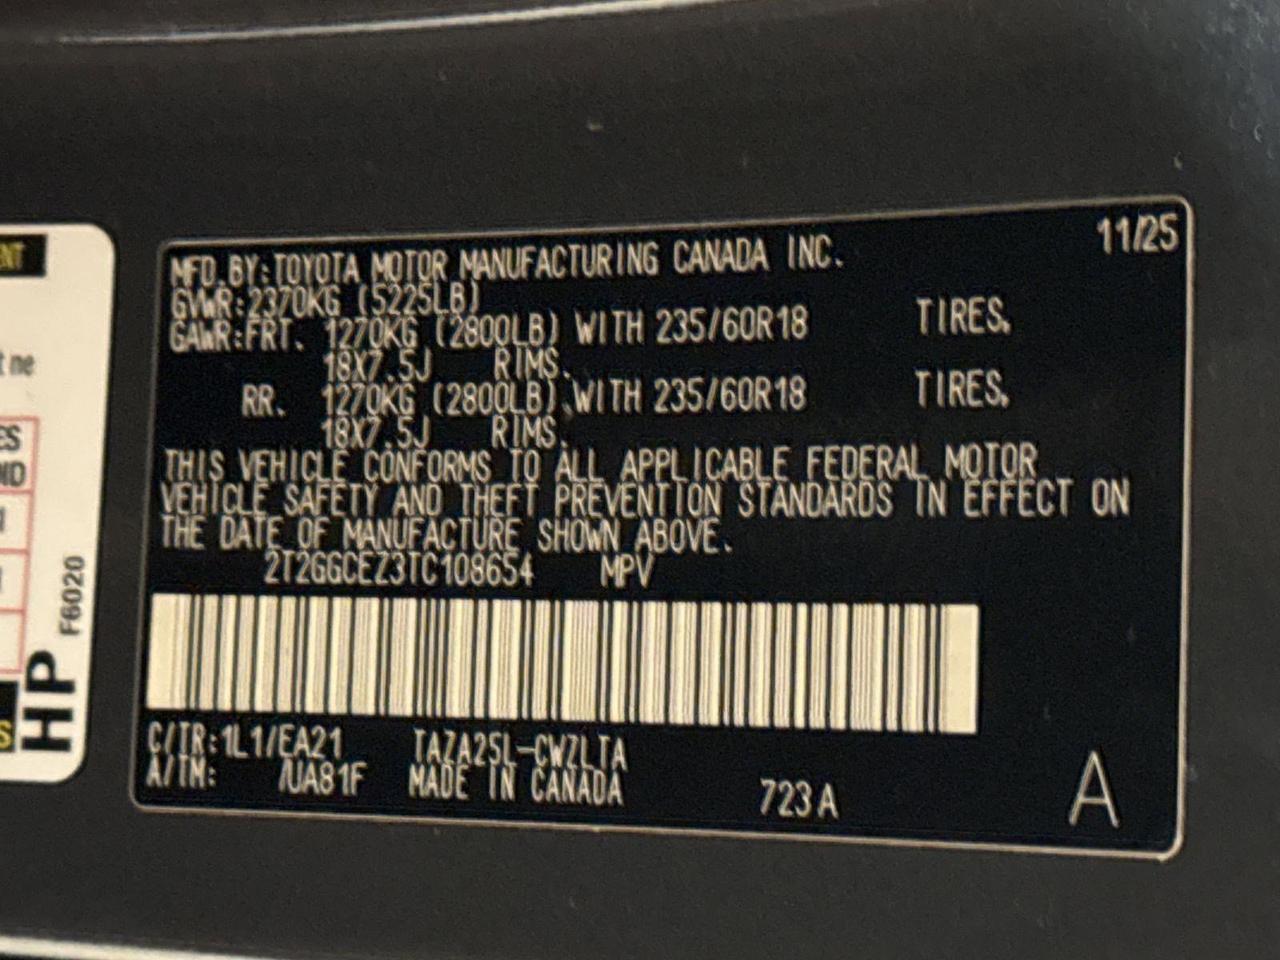 11/25
MFD.BY:TOYOTA MOTOR MANUFACTURING CANADA INC.
GVWR:2370KG (5225LB)
GAWR:FRT. 1270KG (2800LB) WITH 235/60R18 TIRES,
18X7.5J RIMS.
RR. 1270KG (2800LB) WITH 235/60R18 TIRES,
18X7.5J RIMS.
THIS VEHICLE CONFORMS TO ALL APPLICABLE FEDERAL MOTOR
VEHICLE SAFETY AND THEFT PREVENTION STANDARDS IN EFFECT ON
THE DATE OF MANUFACTURE SHOWN ABOVE.
2T2GGCEZ3TC108654 MPV
C/TR:1L1/EA21 TAZA25L-CWZLTA
A/TM: /UA81F MADE IN CANADA
723A
A
F6020
HP
ne